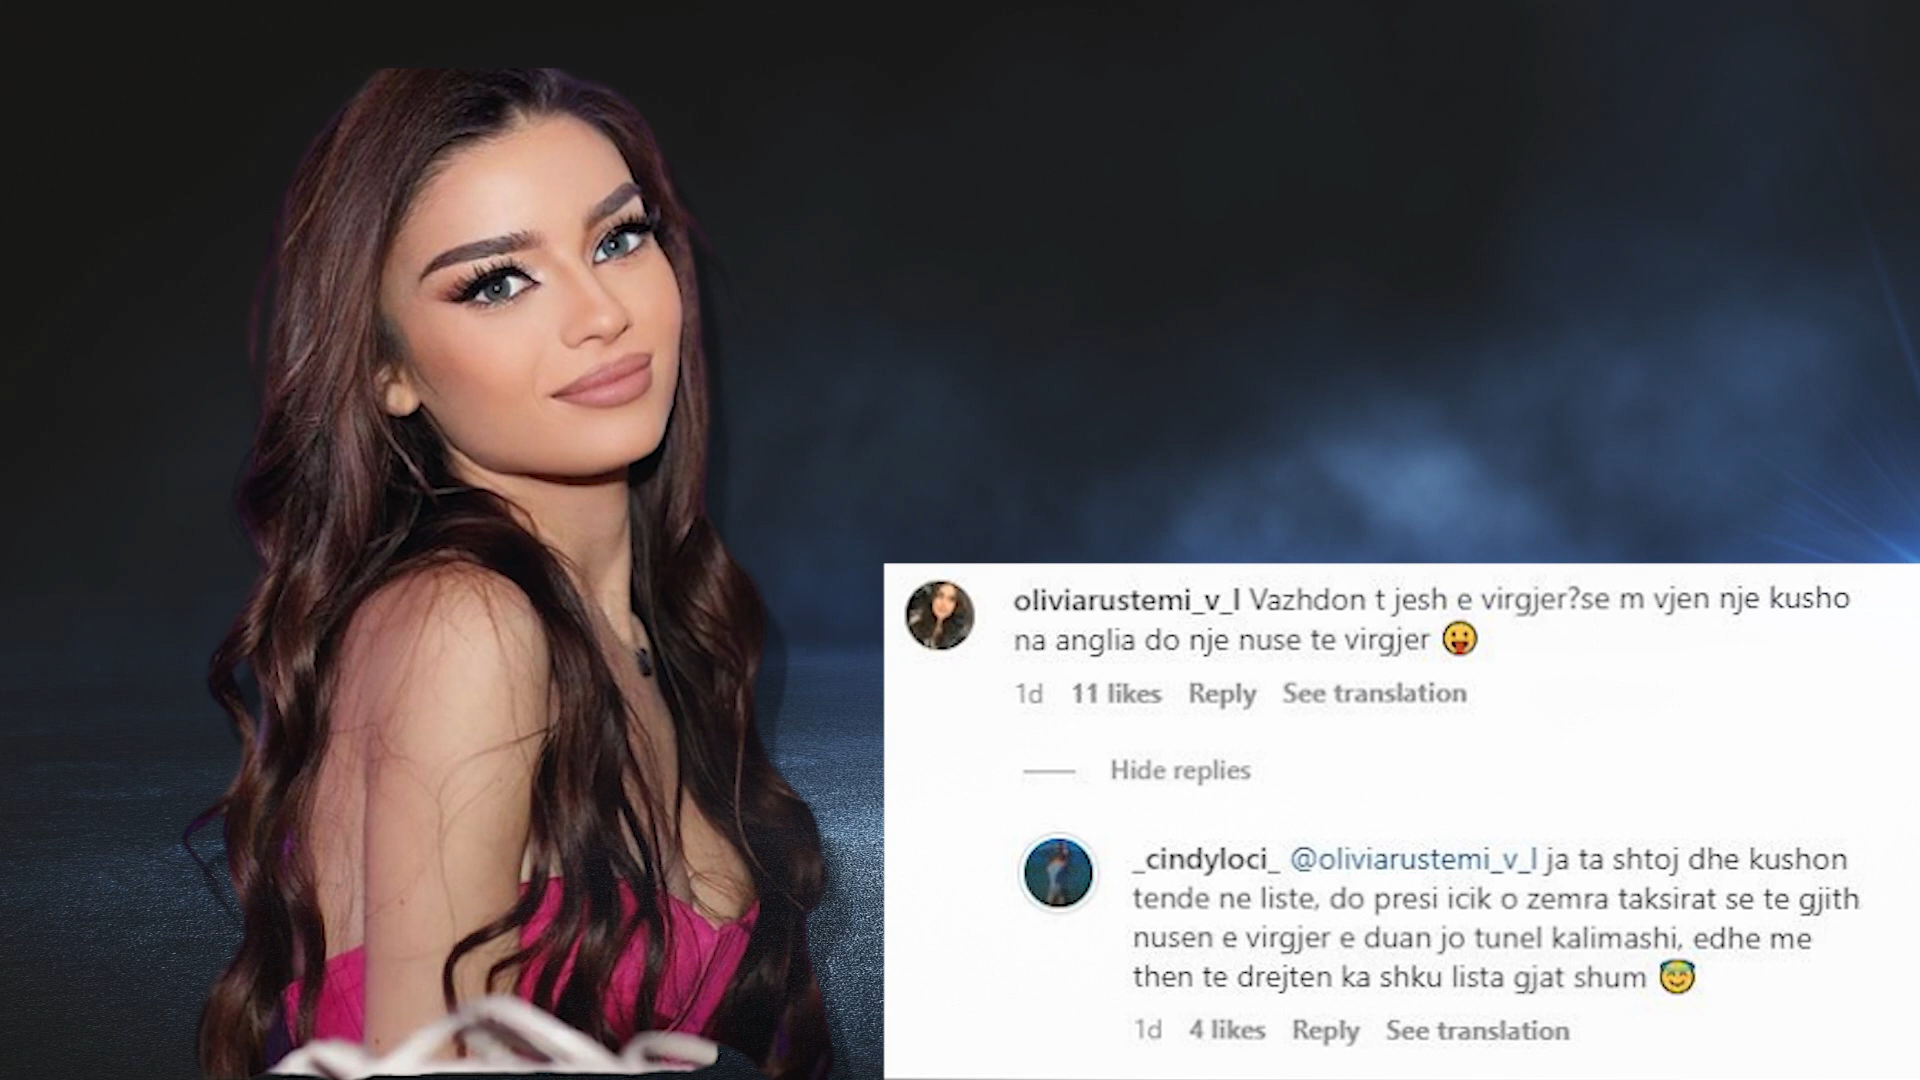 oliviarustemi_v_l Vazhdon t jesh e virgjer?se m vjen nje kusho
na anglia do nje nuse te virgjer 😛
1d 11 likes Reply See translation
Hide replies
_cindyloci_ @oliviarustemi_v_l ja ta shtoj dhe kushon
tende ne liste, do presi icik o zemra taksirat se te gjith
nusen e virgjer e duan jo tunel kalimashi, edhe me
then te drejten ka shku lista gjat shum 😇
1d 4 likes Reply See translation